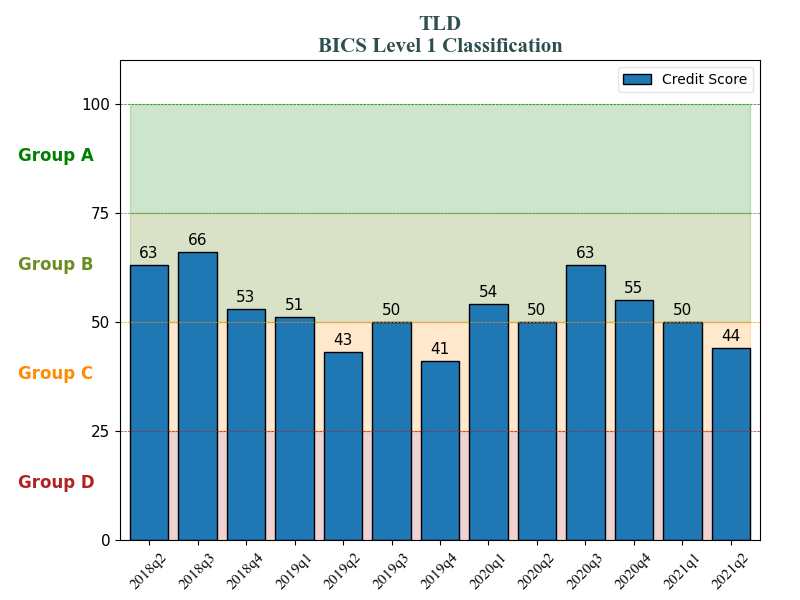 TLD
BICS Level 1 Classification
Credit Score
100
Group A
75
Group B
50
Group C
25
Group D
0
63
66
53
51
43
50
41
54
50
63
55
50
44
2018q2
2018q3
2018q4
2019q1
2019q2
2019q3
2019q4
2020q1
2020q2
2020q3
2020q4
2021q1
2021q2